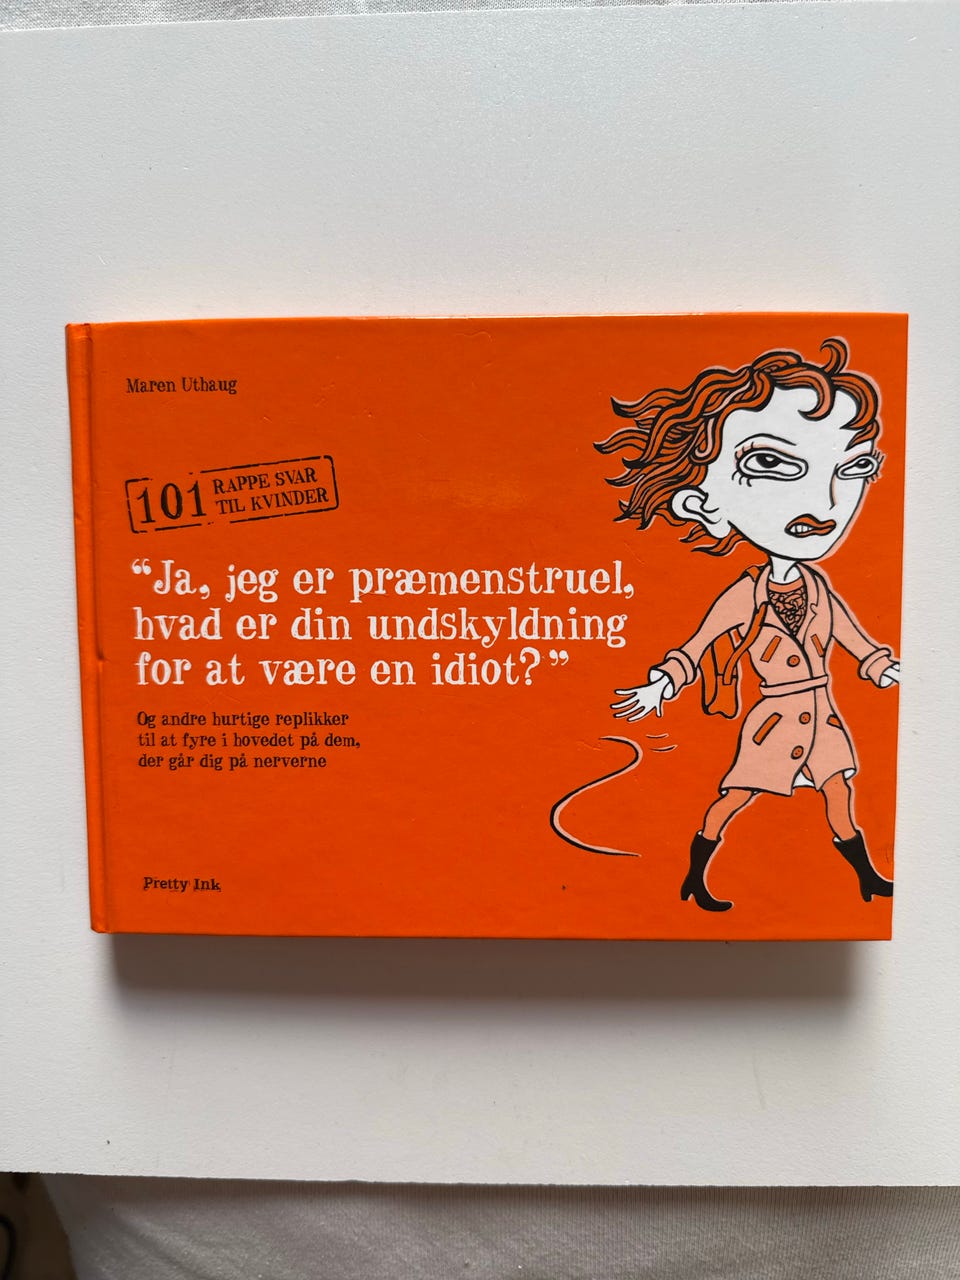 Maren Uthaug
101 RAPPE SVAR
TIL KVINDER
“Ja, jeg er præmenstruel,
hvad er din undskyldning
for at være en idiot?”
Og andre hurtige replikker
til at fyre i hovedet på dem,
der går dig på nerverne
Pretty Ink